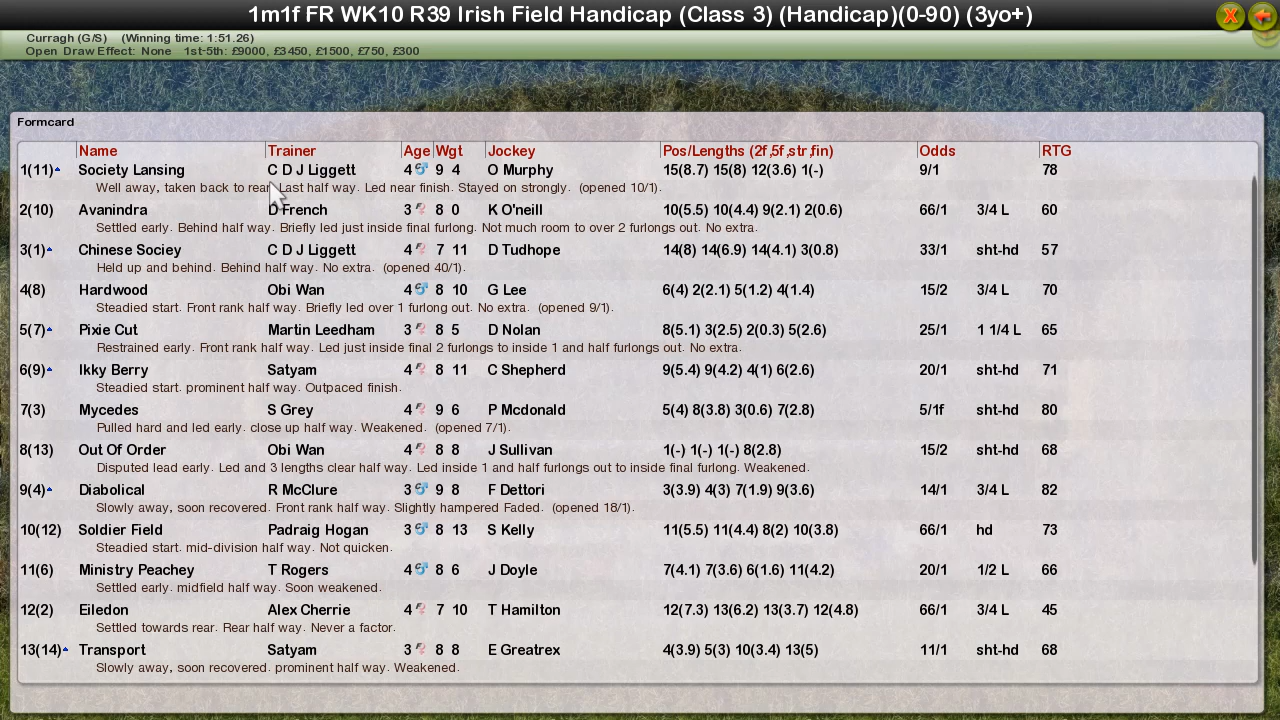 1m1f FR WK10 R39 Irish Field Handicap (Class 3) (Handicap)(0-90) (3yo+)
Curragh (G/S) (Winning time: 1:51.26)
Open Draw Effect: None 1st-5th: £9000, £3450, £1500, £750, £300
Formcard
Name Trainer Age Wgt Jockey Pos/Lengths (2f,5f,str,fin) Odds RTG
1(11) Society Lansing C D J Liggett 4 9 4 O Murphy 15(8.7) 15(8) 12(3.6) 1(-) 9/1 78
Well away, taken back to rear. Last half way. Led near finish. Stayed on strongly. (opened 10/1).
2(10) Avanindra D French 3 8 0 K O'neill 10(5.5) 10(4.4) 9(2.1) 2(0.6) 66/1 3/4 L 60
Settled early. Behind half way. Briefly led just inside final furlong. Not much room to over 2 furlongs out. No extra.
3(1) Chinese Sociey C D J Liggett 4 7 11 D Tudhope 14(8) 14(6.9) 14(4.1) 3(0.8) 33/1 sht-hd 57
Held up and behind. Behind half way. No extra. (opened 40/1).
4(8) Hardwood Obi Wan 4 8 10 G Lee 6(4) 2(2.1) 5(1.2) 4(1.4) 15/2 3/4 L 70
Steadied start. Front rank half way. Briefly led over 1 furlong out. No extra. (opened 9/1).
5(7) Pixie Cut Martin Leedham 3 8 5 D Nolan 8(5.1) 3(2.5) 2(0.3) 5(2.6) 25/1 1 1/4 L 65
Restrained early. Front rank half way. Led just inside final 2 furlongs to inside 1 and half furlongs out. No extra.
6(9) Ikky Berry Satyam 4 8 11 C Shepherd 9(5.4) 9(4.2) 4(1) 6(2.6) 20/1 sht-hd 71
Steadied start. prominent half way. Outpaced finish.
7(3) Mycedes S Grey 4 9 6 P Mcdonald 5(4) 8(3.8) 3(0.6) 7(2.8) 5/1f sht-hd 80
Pulled hard and led early. close up half way. Weakened. (opened 7/1).
8(13) Out Of Order Obi Wan 4 8 8 J Sullivan 1(-) 1(-) 1(-) 8(2.8) 15/2 sht-hd 68
Disputed lead early. Led and 3 lengths clear half way. Led inside 1 and half furlongs out to inside final furlong. Weakened.
9(4) Diabolical R McClure 3 9 8 F Dettori 3(3.9) 4(3) 7(1.9) 9(3.6) 14/1 3/4 L 82
Slowly away, soon recovered. Front rank half way. Slightly hampered Faded. (opened 18/1).
10(12) Soldier Field Padraig Hogan 3 8 13 S Kelly 11(5.5) 11(4.4) 8(2) 10(3.8) 66/1 hd 73
Steadied start. mid-division half way. Not quicken.
11(6) Ministry Peachey T Rogers 4 8 6 J Doyle 7(4.1) 7(3.6) 6(1.6) 11(4.2) 20/1 1/2 L 66
Settled early. midfield half way. Soon weakened.
12(2) Eiledon Alex Cherrie 4 7 10 T Hamilton 12(7.3) 13(6.2) 13(3.7) 12(4.8) 66/1 3/4 L 45
Settled towards rear. Rear half way. Never a factor.
13(14) Transport Satyam 3 8 8 E Greatrex 4(3.9) 5(3) 10(3.4) 13(5) 11/1 sht-hd 68
Slowly away, soon recovered. prominent half way. Weakened.